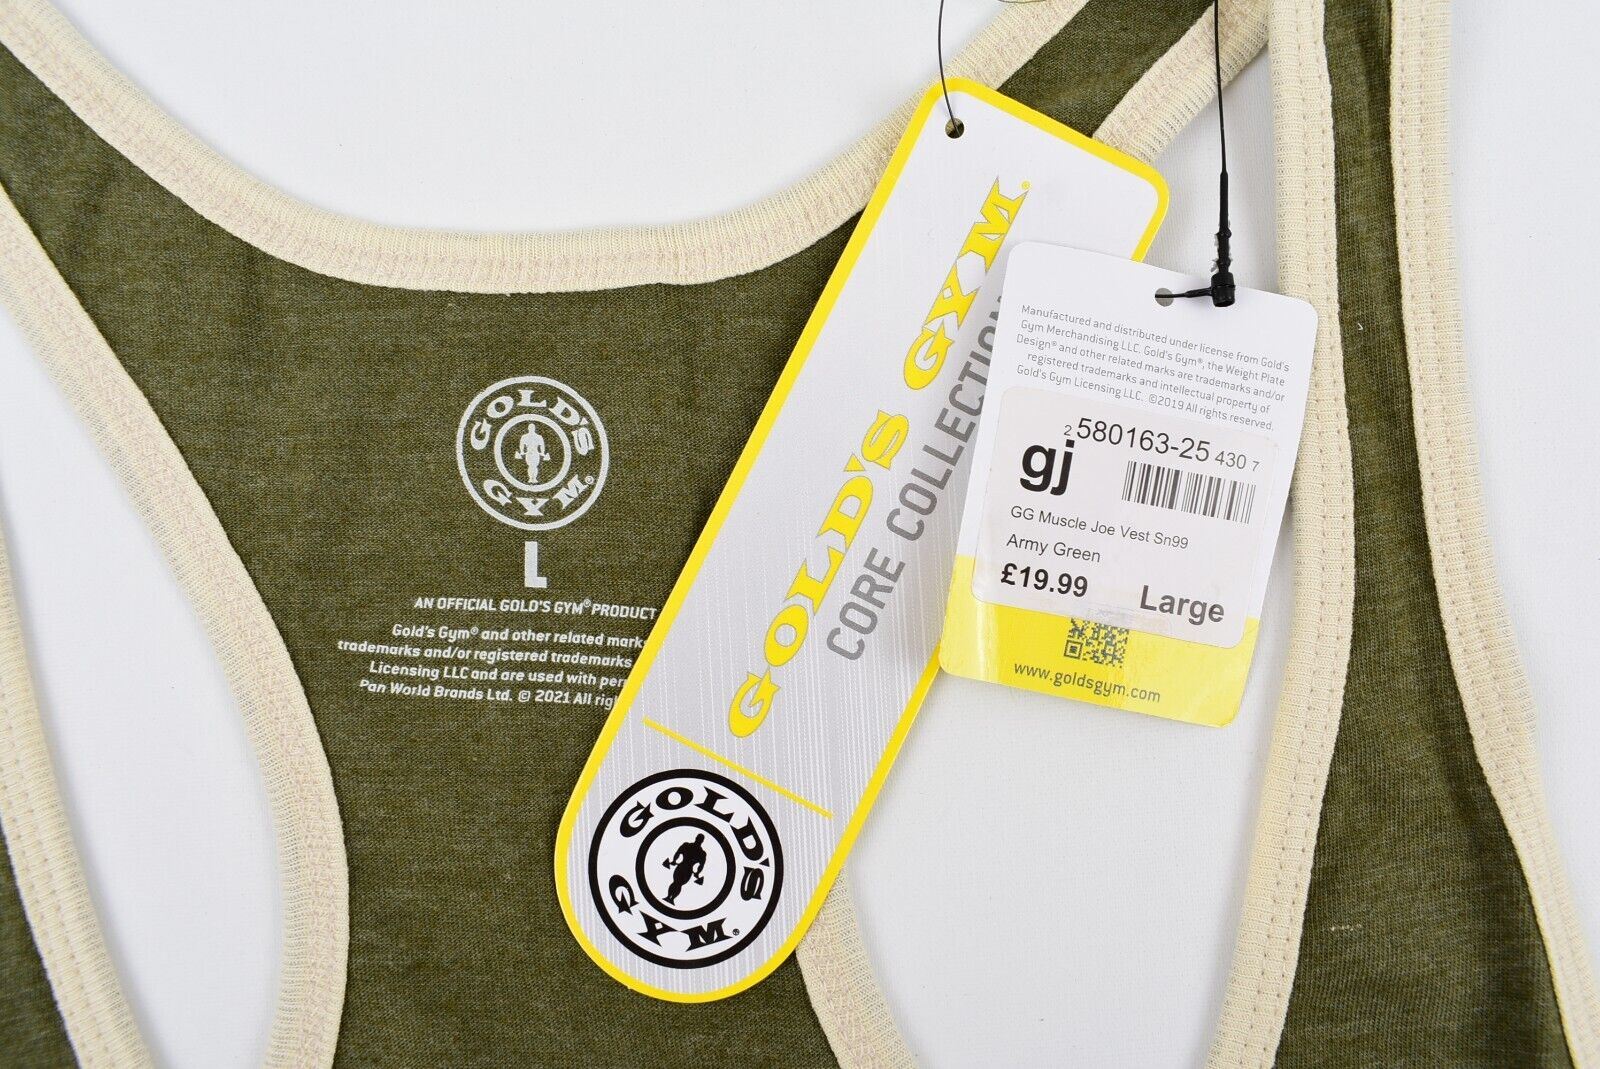 GOLD'S
GYM®
L
AN OFFICIAL GOLD'S GYM® PRODUCT
Gold's Gym® and other related mark
trademarks and/or registered trademarks
Licensing LLC and are used with per
Pan World Brands Ltd. © 2021 All rig
GOLD'S GYM®
CORE COLLECTION
GOLD'S
GYM®
Manufactured and distributed under license from Gold's
Gym Merchandising LLC. Gold's Gym®, the Weight Plate
Design® and other related marks are trademarks and/or
registered trademarks and intellectual property of
Gold's Gym Licensing LLC. ©2019 All rights reserved.
2 580163-25 430 7
gj
GG Muscle Joe Vest Sn99
Army Green
£19.99 Large
www.goldsgym.com